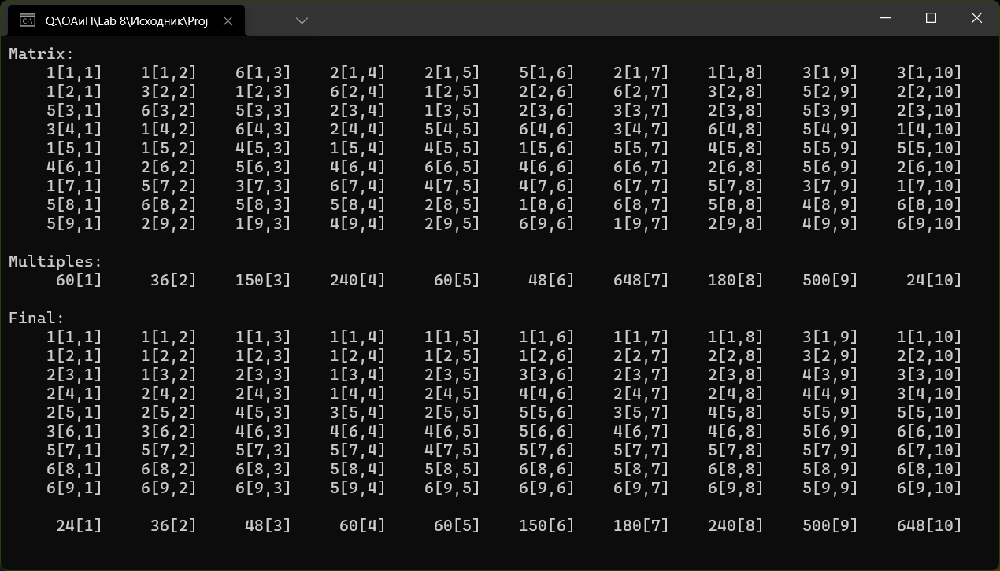 Q:\ОАиП\Lab 8\Исходник\Proje
Matrix:
1[1,1] 1[1,2] 6[1,3] 2[1,4] 2[1,5] 5[1,6] 2[1,7] 1[1,8] 3[1,9] 3[1,10]
1[2,1] 3[2,2] 1[2,3] 6[2,4] 1[2,5] 2[2,6] 6[2,7] 3[2,8] 5[2,9] 2[2,10]
5[3,1] 6[3,2] 5[3,3] 2[3,4] 1[3,5] 2[3,6] 3[3,7] 2[3,8] 5[3,9] 2[3,10]
3[4,1] 1[4,2] 6[4,3] 2[4,4] 5[4,5] 6[4,6] 3[4,7] 6[4,8] 5[4,9] 1[4,10]
1[5,1] 1[5,2] 4[5,3] 1[5,4] 4[5,5] 1[5,6] 5[5,7] 4[5,8] 5[5,9] 5[5,10]
4[6,1] 2[6,2] 5[6,3] 4[6,4] 6[6,5] 4[6,6] 6[6,7] 2[6,8] 5[6,9] 2[6,10]
1[7,1] 5[7,2] 3[7,3] 6[7,4] 4[7,5] 4[7,6] 6[7,7] 5[7,8] 3[7,9] 1[7,10]
5[8,1] 6[8,2] 5[8,3] 5[8,4] 2[8,5] 1[8,6] 6[8,7] 5[8,8] 4[8,9] 6[8,10]
5[9,1] 2[9,2] 1[9,3] 4[9,4] 2[9,5] 6[9,6] 1[9,7] 2[9,8] 4[9,9] 6[9,10]
Multiples:
60[1] 36[2] 150[3] 240[4] 60[5] 48[6] 648[7] 180[8] 500[9] 24[10]
Final:
1[1,1] 1[1,2] 1[1,3] 1[1,4] 1[1,5] 1[1,6] 1[1,7] 1[1,8] 3[1,9] 1[1,10]
1[2,1] 1[2,2] 1[2,3] 1[2,4] 1[2,5] 1[2,6] 2[2,7] 2[2,8] 3[2,9] 2[2,10]
2[3,1] 1[3,2] 2[3,3] 1[3,4] 2[3,5] 3[3,6] 2[3,7] 2[3,8] 4[3,9] 3[3,10]
2[4,1] 2[4,2] 2[4,3] 1[4,4] 2[4,5] 4[4,6] 2[4,7] 2[4,8] 4[4,9] 3[4,10]
2[5,1] 2[5,2] 4[5,3] 3[5,4] 2[5,5] 5[5,6] 3[5,7] 4[5,8] 5[5,9] 5[5,10]
3[6,1] 3[6,2] 4[6,3] 4[6,4] 4[6,5] 5[6,6] 4[6,7] 4[6,8] 5[6,9] 6[6,10]
5[7,1] 5[7,2] 5[7,3] 5[7,4] 4[7,5] 5[7,6] 5[7,7] 5[7,8] 5[7,9] 6[7,10]
6[8,1] 6[8,2] 6[8,3] 5[8,4] 5[8,5] 6[8,6] 5[8,7] 6[8,8] 5[8,9] 6[8,10]
6[9,1] 6[9,2] 6[9,3] 5[9,4] 6[9,5] 6[9,6] 6[9,7] 6[9,8] 5[9,9] 6[9,10]
24[1] 36[2] 48[3] 60[4] 60[5] 150[6] 180[7] 240[8] 500[9] 648[10]